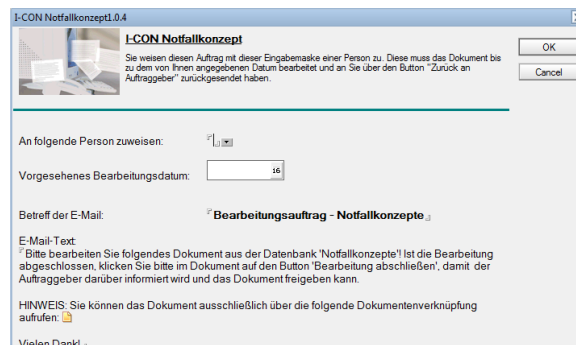 I-CON Notfallkonzept1.0.4
I-CON Notfallkonzept
Sie weisen diesen Auftrag mit dieser Eingabemaske einer Person zu. Diese muss das Dokument bis
zu dem von Ihnen angegebenen Datum bearbeitet und an Sie über den Button "Zurück an
Auftraggeber" zurückgesendet haben.
OK
Cancel
An folgende Person zuweisen:
Vorgesehenes Bearbeitungsdatum:
16
Betreff der E-Mail:
Bearbeitungsauftrag - Notfallkonzepte
E-Mail-Text:
Bitte bearbeiten Sie folgendes Dokument aus der Datenbank 'Notfallkonzepte'! Ist die Bearbeitung
abgeschlossen, klicken Sie bitte im Dokument auf den Button 'Bearbeitung abschließen', damit der
Auftraggeber darüber informiert wird und das Dokument freigeben kann.
HINWEIS: Sie können das Dokument ausschließlich über die folgende Dokumentenverknüpfung
aufrufen:
Vielen Dank!